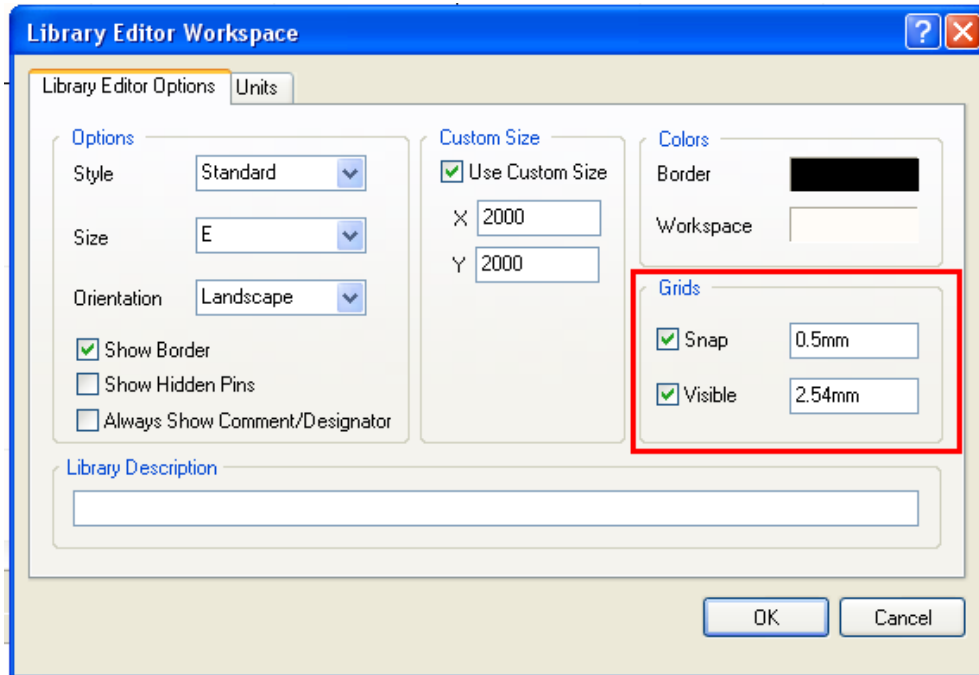 Library Editor Workspace
Library Editor Options
Units
Options
Style
Standard
Size
E
Orientation
Landscape
Show Border
Show Hidden Pins
Always Show Comment/Designator
Custom Size
Use Custom Size
X 2000
Y 2000
Colors
Border
Workspace
Grids
Snap
0.5mm
Visible
2.54mm
Library Description
OK
Cancel